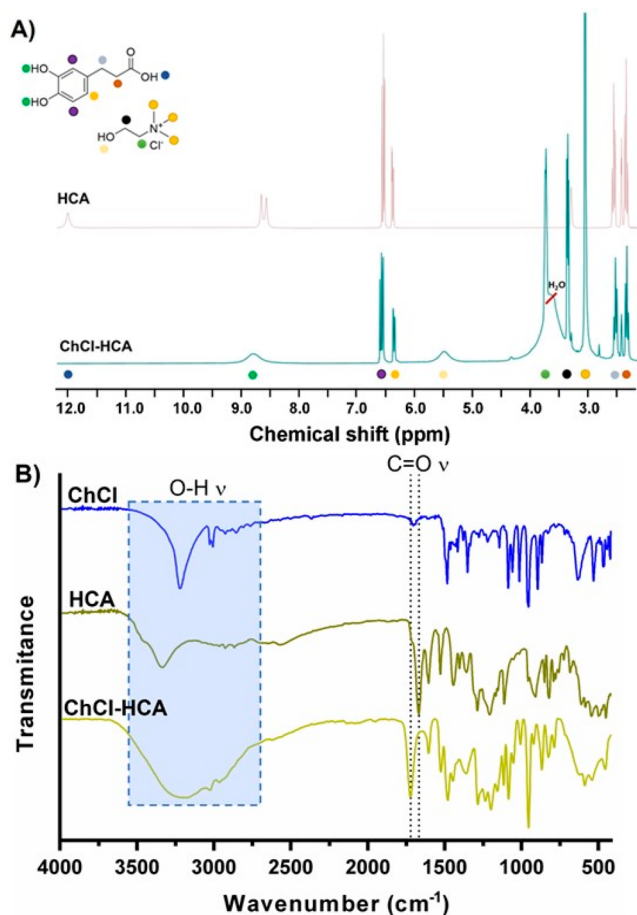 A)
HO
O
OH
HO
HO
N+
Cl-
HCA
H₂O
ChCl-HCA
12.0 11.0 10.0 9.0 8.0 7.0 6.0 5.0 4.0 3.0
Chemical shift (ppm)
B)
C=O ν
O-H ν
ChCl
HCA
ChCl-HCA
Transmitance
4000 3500 3000 2500 2000 1500 1000 500
Wavenumber (cm⁻¹)